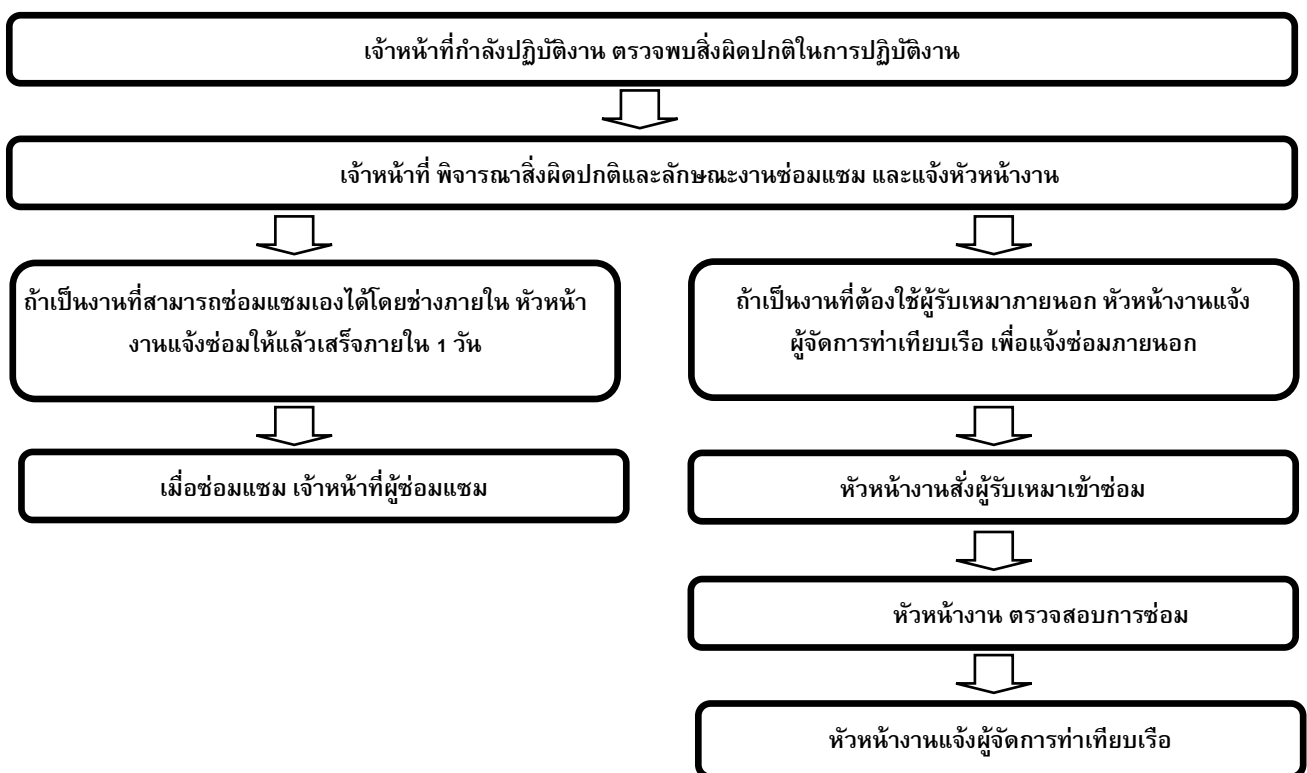 เจ้าหน้าที่กำลังปฏิบัติงาน ตรวจพบสิ่งผิดปกติในการปฏิบัติงาน
เจ้าหน้าที่ พิจารณาสิ่งผิดปกติและลักษณะงานซ่อมแซม และแจ้งหัวหน้างาน
ถ้าเป็นงานที่สามารถซ่อมแซมเองได้โดยช่างภายใน หัวหน้า
งานแจ้งซ่อมให้แล้วเสร็จภายใน 1 วัน
เมื่อซ่อมแซม เจ้าหน้าที่ผู้ซ่อมแซม
ถ้าเป็นงานที่ต้องใช้ผู้รับเหมาภายนอก หัวหน้างานแจ้ง
ผู้จัดการท่าเทียบเรือ เพื่อแจ้งซ่อมภายนอก
หัวหน้างานสั่งผู้รับเหมาเข้าซ่อม
หัวหน้างาน ตรวจสอบการซ่อม
หัวหน้างานแจ้งผู้จัดการท่าเทียบเรือ